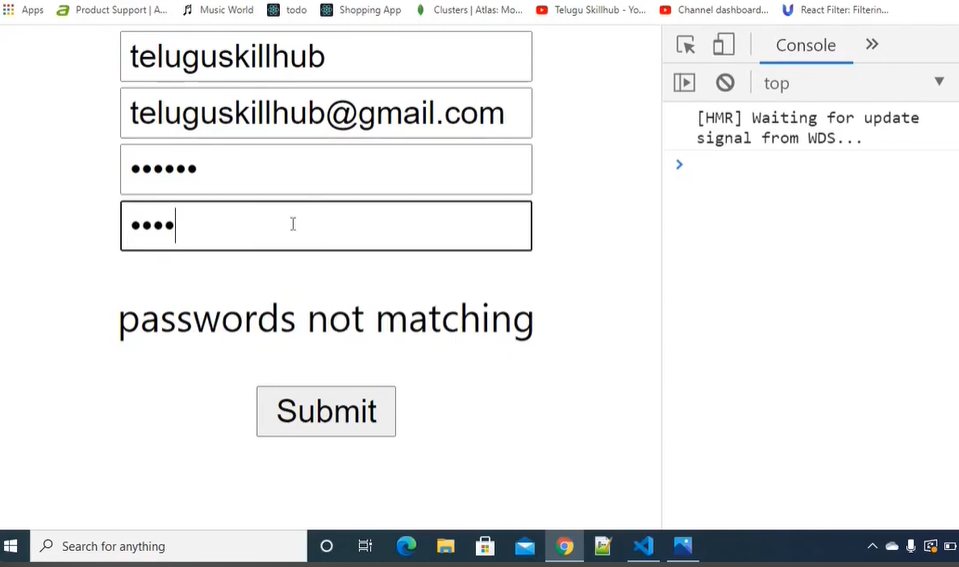 Apps Product Support | A... Music World todo Shopping App Clusters | Atlas: Mo... Telugu Skillhub - Yo... Channel dashboard... React Filter: Filterin...
teluguskillhub
teluguskillhub@gmail.com
••••••
••••
passwords not matching
Submit
Console
top
[HMR] Waiting for update
signal from WDS...
Search for anything